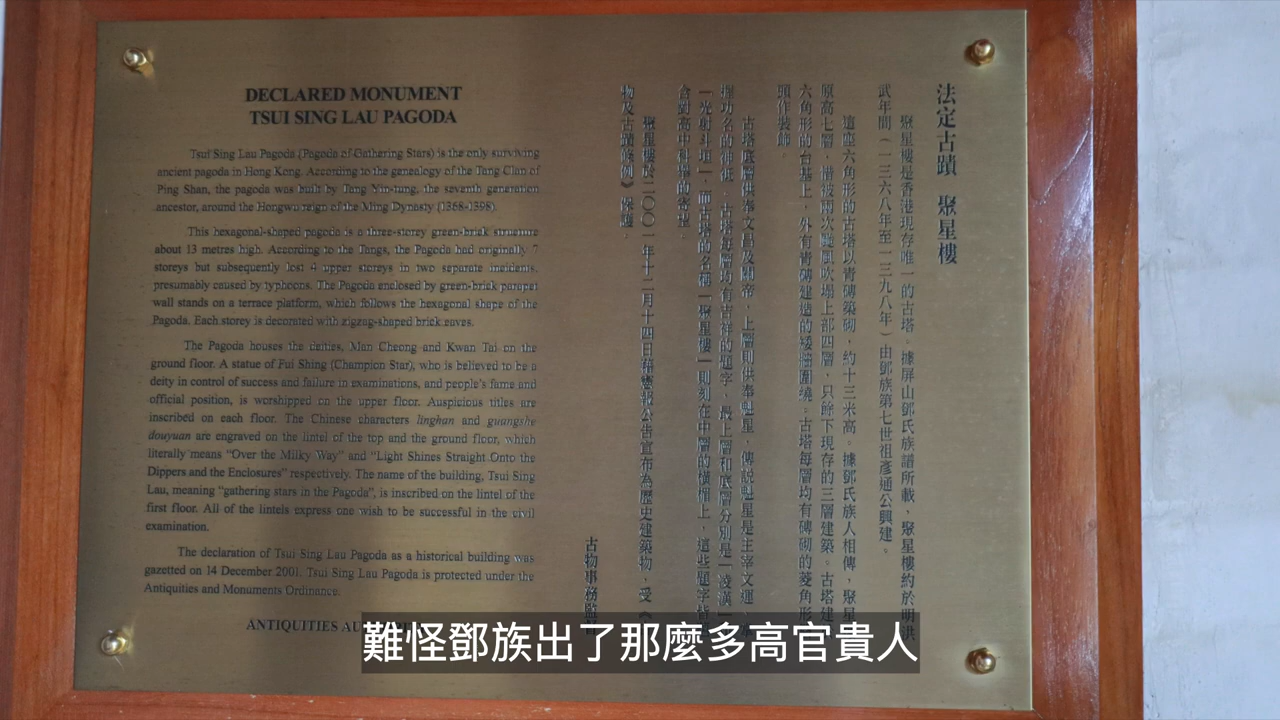 DECLARED MONUMENT
TSUI SING LAU PAGODA
Tsui Sing Lau Pagoda (Pagoda of Gathering Stars) is the only surviving
ancient pagoda in Hong Kong. According to the genealogy of the Tang Clan of
Ping Shan, the pagoda was built by Tang Yin-tung, the seventh generation
ancestor, around the Hongwu reign of the Ming Dynasty (1368-1398).
This hexagonal-shaped pagoda is a three-storey green-brick structure
about 13 metres high. According to the Tangs, the Pagoda had originally 7
storeys but subsequently lost 4 upper storeys in two separate incidents,
presumably caused by typhoons. The Pagoda enclosed by green-brick parapet
wall stands on a terrace platform, which follows the hexagonal shape of the
Pagoda. Each storey is decorated with zigzag-shaped brick eaves.
The Pagoda houses the deities, Man Cheong and Kwan Tai on the
ground floor. A statue of Fui Shing (Champion Star), who is believed to be a
deity in control of success and failure in examinations, and people's fame and
official position, is worshipped on the upper floor. Auspicious titles are
inscribed on each floor. The Chinese characters linghan and guangshe
douyuan are engraved on the lintel of the top and the ground floor, which
literally means "Over the Milky Way" and "Light Shines Straight Onto the
Dippers and the Enclosures" respectively. The name of the building, Tsui Sing
Lau, meaning "gathering stars in the Pagoda", is inscribed on the lintel of the
first floor. All of the lintels express one wish to be successful in the civil
examination.
The declaration of Tsui Sing Lau Pagoda as a historical building was
gazetted on 14 December 2001. Tsui Sing Lau Pagoda is protected under the
Antiquities and Monuments Ordinance.
ANTIQUITIES
法定古蹟 聚星樓
聚星樓是香港現存唯一的古塔。據屏山鄧氏族譜所載，聚星樓約於明洪
武年間（一三六八年至一三九八年）由鄧族第七世祖彥通公興建。
這座六角形的古塔以青磚築砌，約十三米高。據鄧氏族人相傳，聚星
原高七層，惜被兩次颱風吹塌上部四層，只餘下現存的三層建築。古塔建
六角形的台基上，外有青磚建造的矮牆圍繞。古塔每層均有磚砌的菱角形
頭作裝飾。
古塔底層供奉文昌及關帝，上層則供奉魁星，傳說魁星是主宰文運
功名的神祇。古塔每層均有吉祥的題字，最上層和底層分別是「凌漢」
「光射斗垣」，而古塔的名稱「聚星樓」則刻在中層的橫楣上，這些題字皆
含對高中科舉的寄望。
聚星樓於二〇〇一年十二月十四日藉憲報公告宣布為歷史建築物，受《
物及古蹟條例》保護。
古物事務監督
難怪鄧族出了那麼多高官貴人